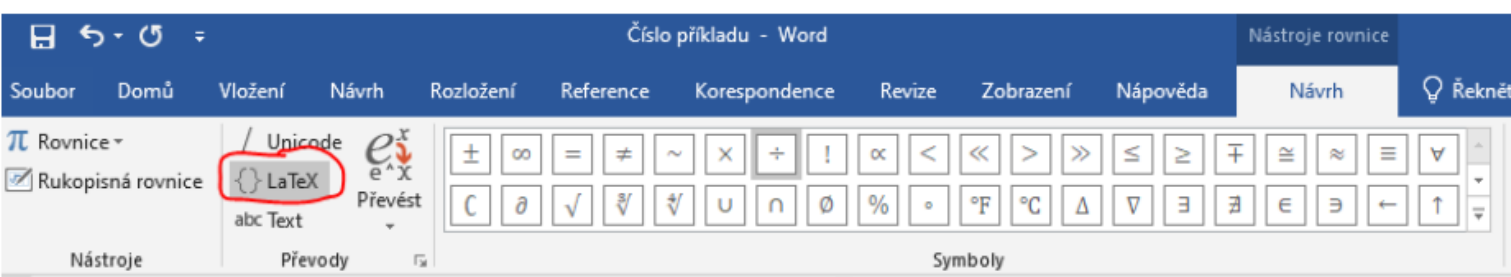 Číslo příkladu - Word
Nástroje rovnice
Soubor Domů Vložení Návrh Rozložení Reference Korespondence Revize Zobrazení Nápověda Návrh Řeknět
π Rovnice
Unicode
Rukopisná rovnice
{} LaTeX
abc Text
e^x
Převést
± ∞ = ≠ ~ × ÷ ! ∝ < ≪ > ≫ ≤ ≥ ∓ ≅ ≈ ≡ ∀
∁ ∂ √ ∛ ∜ ∪ ∩ ∅ % ° °F °C ∆ ∇ ∃ ∄ ∈ ∋ ← ↑
Nástroje Převody Symboly